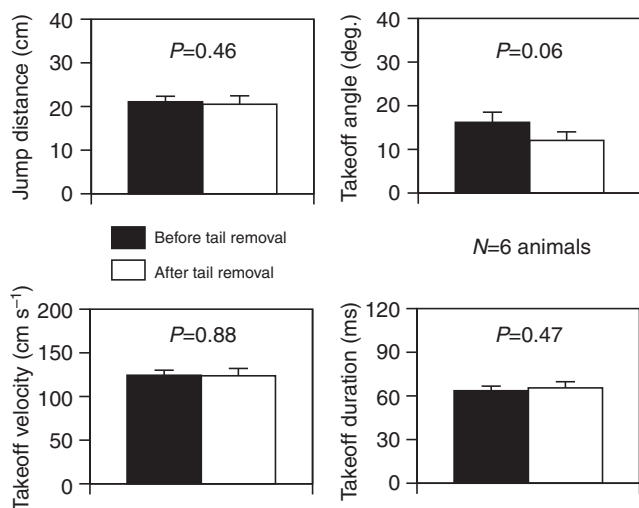 Jump distance (cm)
40
30
20
10
0
P=0.46
Takeoff angle (deg.)
40
30
20
10
0
P=0.06
Before tail removal
After tail removal
N=6 animals
Takeoff velocity (cm s⁻¹)
200
150
100
50
0
P=0.88
Takeoff duration (ms)
120
90
60
30
0
P=0.47